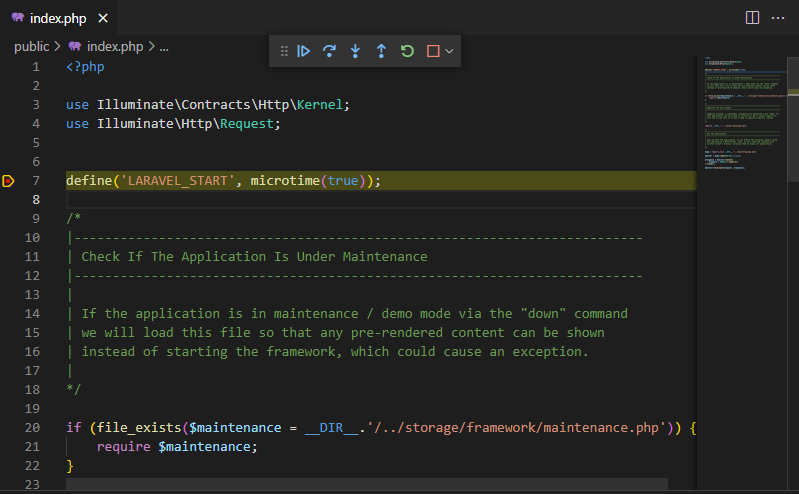 index.php
public > index.php > ...
1 <?php
2
3 use Illuminate\Contracts\Http\Kernel;
4 use Illuminate\Http\Request;
5
6
7 define('LARAVEL_START', microtime(true));
8
9 /*
10 |--------------------------------------------------------------------------
11 | Check If The Application Is Under Maintenance
12 |--------------------------------------------------------------------------
13 |
14 | If the application is in maintenance / demo mode via the "down" command
15 | we will load this file so that any pre-rendered content can be shown
16 | instead of starting the framework, which could cause an exception.
17 |
18 */
19
20 if (file_exists($maintenance = __DIR__.'/../storage/framework/maintenance.php')) {
21     require $maintenance;
22 }
23